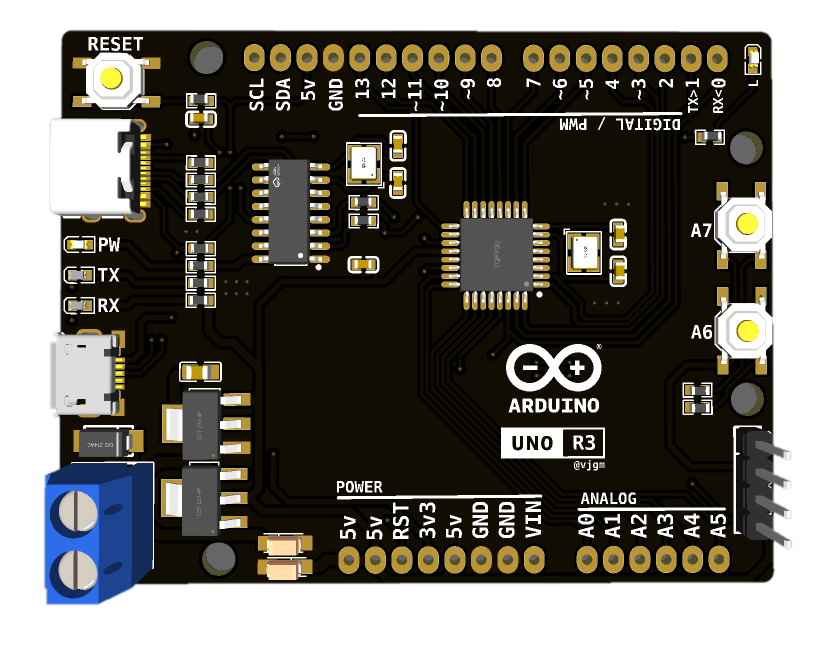 RESET
SCL SDA 5v GND 13 12 ~11 ~10 ~9 8 7 ~6 ~5 4 ~3 2 TX>1 RX<0
L
DIGITAL / PWM
PW
TX
RX
A7
A6
TQFP32
ARDUINO
UNO R3
@vjgm
POWER
5v 5v RST 3v3 5v GND GND VIN
ANALOG
A0 A1 A2 A3 A4 A5